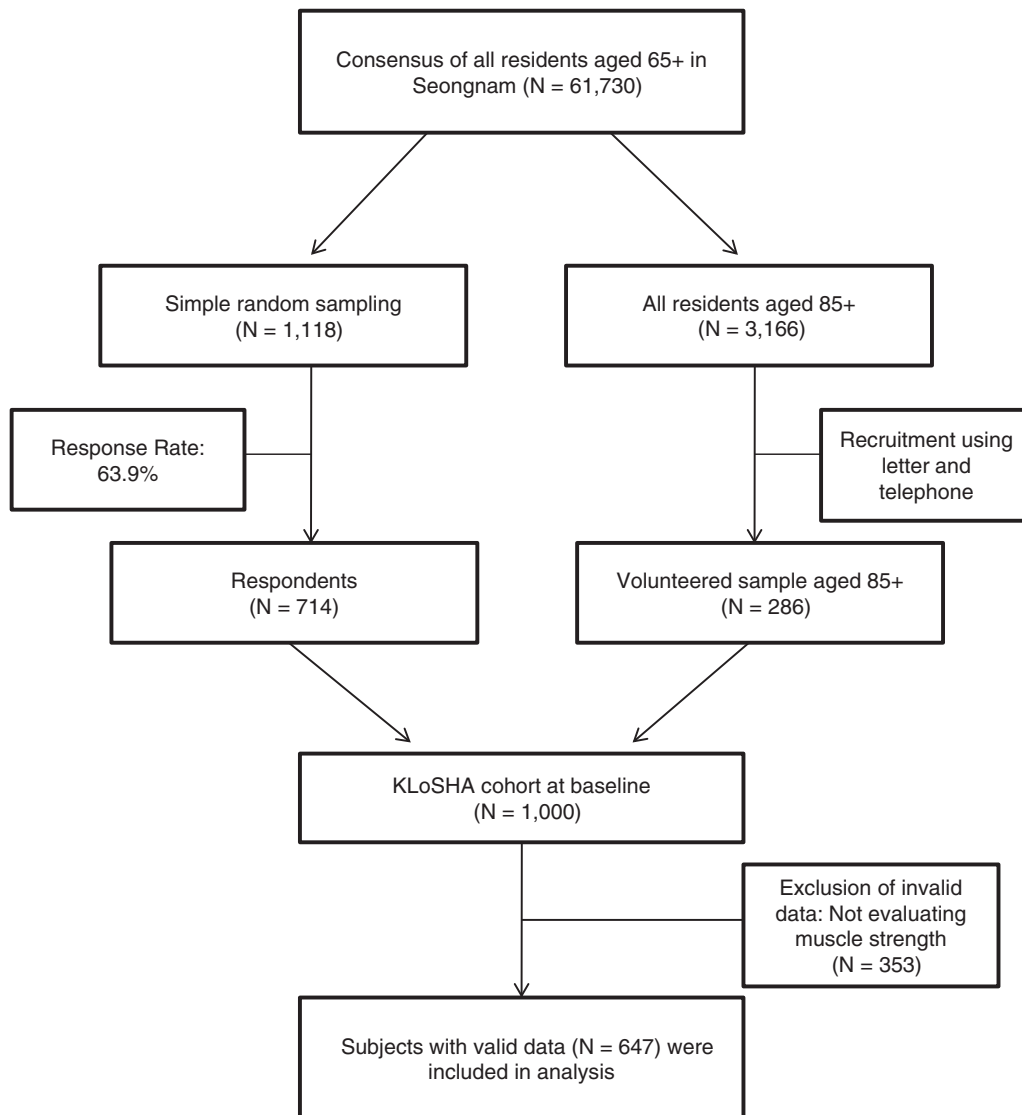 Consensus of all residents aged 65+ in
Seongnam (N = 61,730)
Simple random sampling
(N = 1,118)
All residents aged 85+
(N = 3,166)
Response Rate:
63.9%
Recruitment using
letter and
telephone
Respondents
(N = 714)
Volunteered sample aged 85+
(N = 286)
KLoSHA cohort at baseline
(N = 1,000)
Exclusion of invalid
data: Not evaluating
muscle strength
(N = 353)
Subjects with valid data (N = 647) were
included in analysis